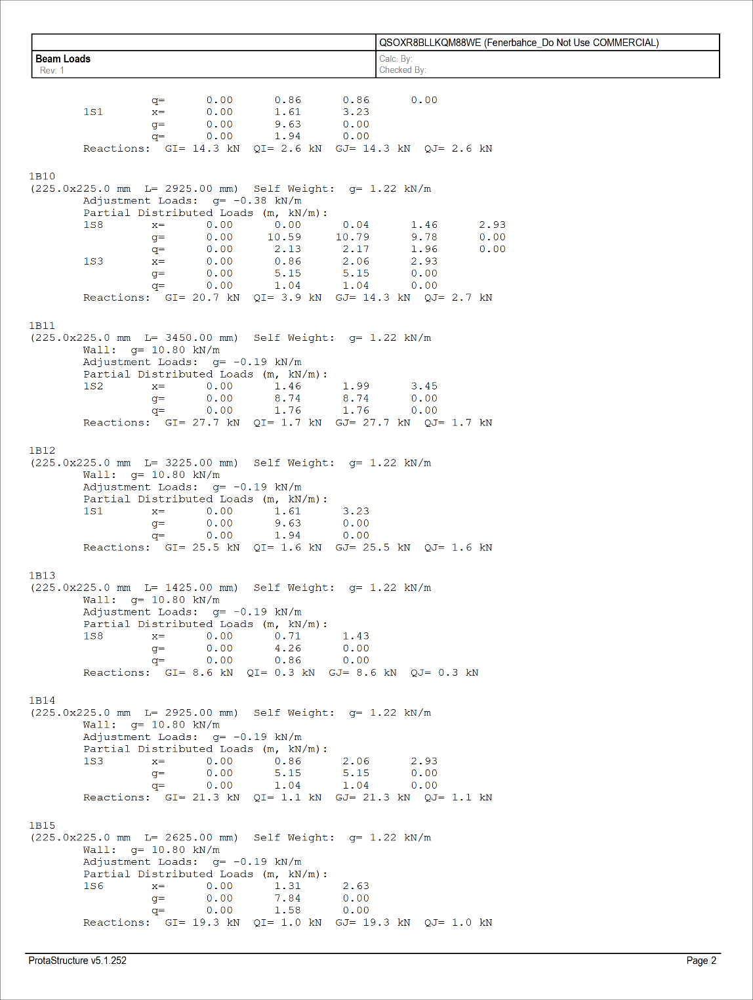 QSOXR8BLLKQM88WE (Fenerbahce_Do Not Use COMMERCIAL)
Beam Loads
Rev: 1
Calc. By:
Checked By:
q= 0.00 0.86 0.86 0.00
1S1 x= 0.00 1.61 3.23
g= 0.00 9.63 0.00
q= 0.00 1.94 0.00
Reactions: GI= 14.3 kN QI= 2.6 kN GJ= 14.3 kN QJ= 2.6 kN
1B10
(225.0x225.0 mm L= 2925.00 mm) Self Weight: g= 1.22 kN/m
Adjustment Loads: g= -0.38 kN/m
Partial Distributed Loads (m, kN/m):
1S8 x= 0.00 0.00 0.04 1.46 2.93
g= 0.00 10.59 10.79 9.78 0.00
q= 0.00 2.13 2.17 1.96 0.00
1S3 x= 0.00 0.86 2.06 2.93
g= 0.00 5.15 5.15 0.00
q= 0.00 1.04 1.04 0.00
Reactions: GI= 20.7 kN QI= 3.9 kN GJ= 14.3 kN QJ= 2.7 kN
1B11
(225.0x225.0 mm L= 3450.00 mm) Self Weight: g= 1.22 kN/m
Wall: g= 10.80 kN/m
Adjustment Loads: g= -0.19 kN/m
Partial Distributed Loads (m, kN/m):
1S2 x= 0.00 1.46 1.99 3.45
g= 0.00 8.74 8.74 0.00
q= 0.00 1.76 1.76 0.00
Reactions: GI= 27.7 kN QI= 1.7 kN GJ= 27.7 kN QJ= 1.7 kN
1B12
(225.0x225.0 mm L= 3225.00 mm) Self Weight: g= 1.22 kN/m
Wall: g= 10.80 kN/m
Adjustment Loads: g= -0.19 kN/m
Partial Distributed Loads (m, kN/m):
1S1 x= 0.00 1.61 3.23
g= 0.00 9.63 0.00
q= 0.00 1.94 0.00
Reactions: GI= 25.5 kN QI= 1.6 kN GJ= 25.5 kN QJ= 1.6 kN
1B13
(225.0x225.0 mm L= 1425.00 mm) Self Weight: g= 1.22 kN/m
Wall: g= 10.80 kN/m
Adjustment Loads: g= -0.19 kN/m
Partial Distributed Loads (m, kN/m):
1S8 x= 0.00 0.71 1.43
g= 0.00 4.26 0.00
q= 0.00 0.86 0.00
Reactions: GI= 8.6 kN QI= 0.3 kN GJ= 8.6 kN QJ= 0.3 kN
1B14
(225.0x225.0 mm L= 2925.00 mm) Self Weight: g= 1.22 kN/m
Wall: g= 10.80 kN/m
Adjustment Loads: g= -0.19 kN/m
Partial Distributed Loads (m, kN/m):
1S3 x= 0.00 0.86 2.06 2.93
g= 0.00 5.15 5.15 0.00
q= 0.00 1.04 1.04 0.00
Reactions: GI= 21.3 kN QI= 1.1 kN GJ= 21.3 kN QJ= 1.1 kN
1B15
(225.0x225.0 mm L= 2625.00 mm) Self Weight: g= 1.22 kN/m
Wall: g= 10.80 kN/m
Adjustment Loads: g= -0.19 kN/m
Partial Distributed Loads (m, kN/m):
1S6 x= 0.00 1.31 2.63
g= 0.00 7.84 0.00
q= 0.00 1.58 0.00
Reactions: GI= 19.3 kN QI= 1.0 kN GJ= 19.3 kN QJ= 1.0 kN
ProtaStructure v5.1.252 Page 2